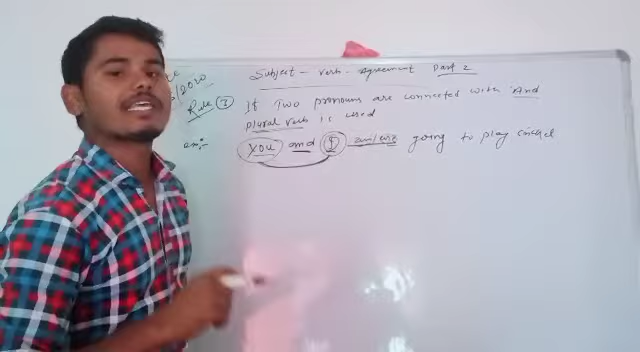 Subject - verb - Agreement Part 2
/2020
Rule ① If Two pronouns are connected with And
plural verb is used
ex:- You and I am/are going to play cricket